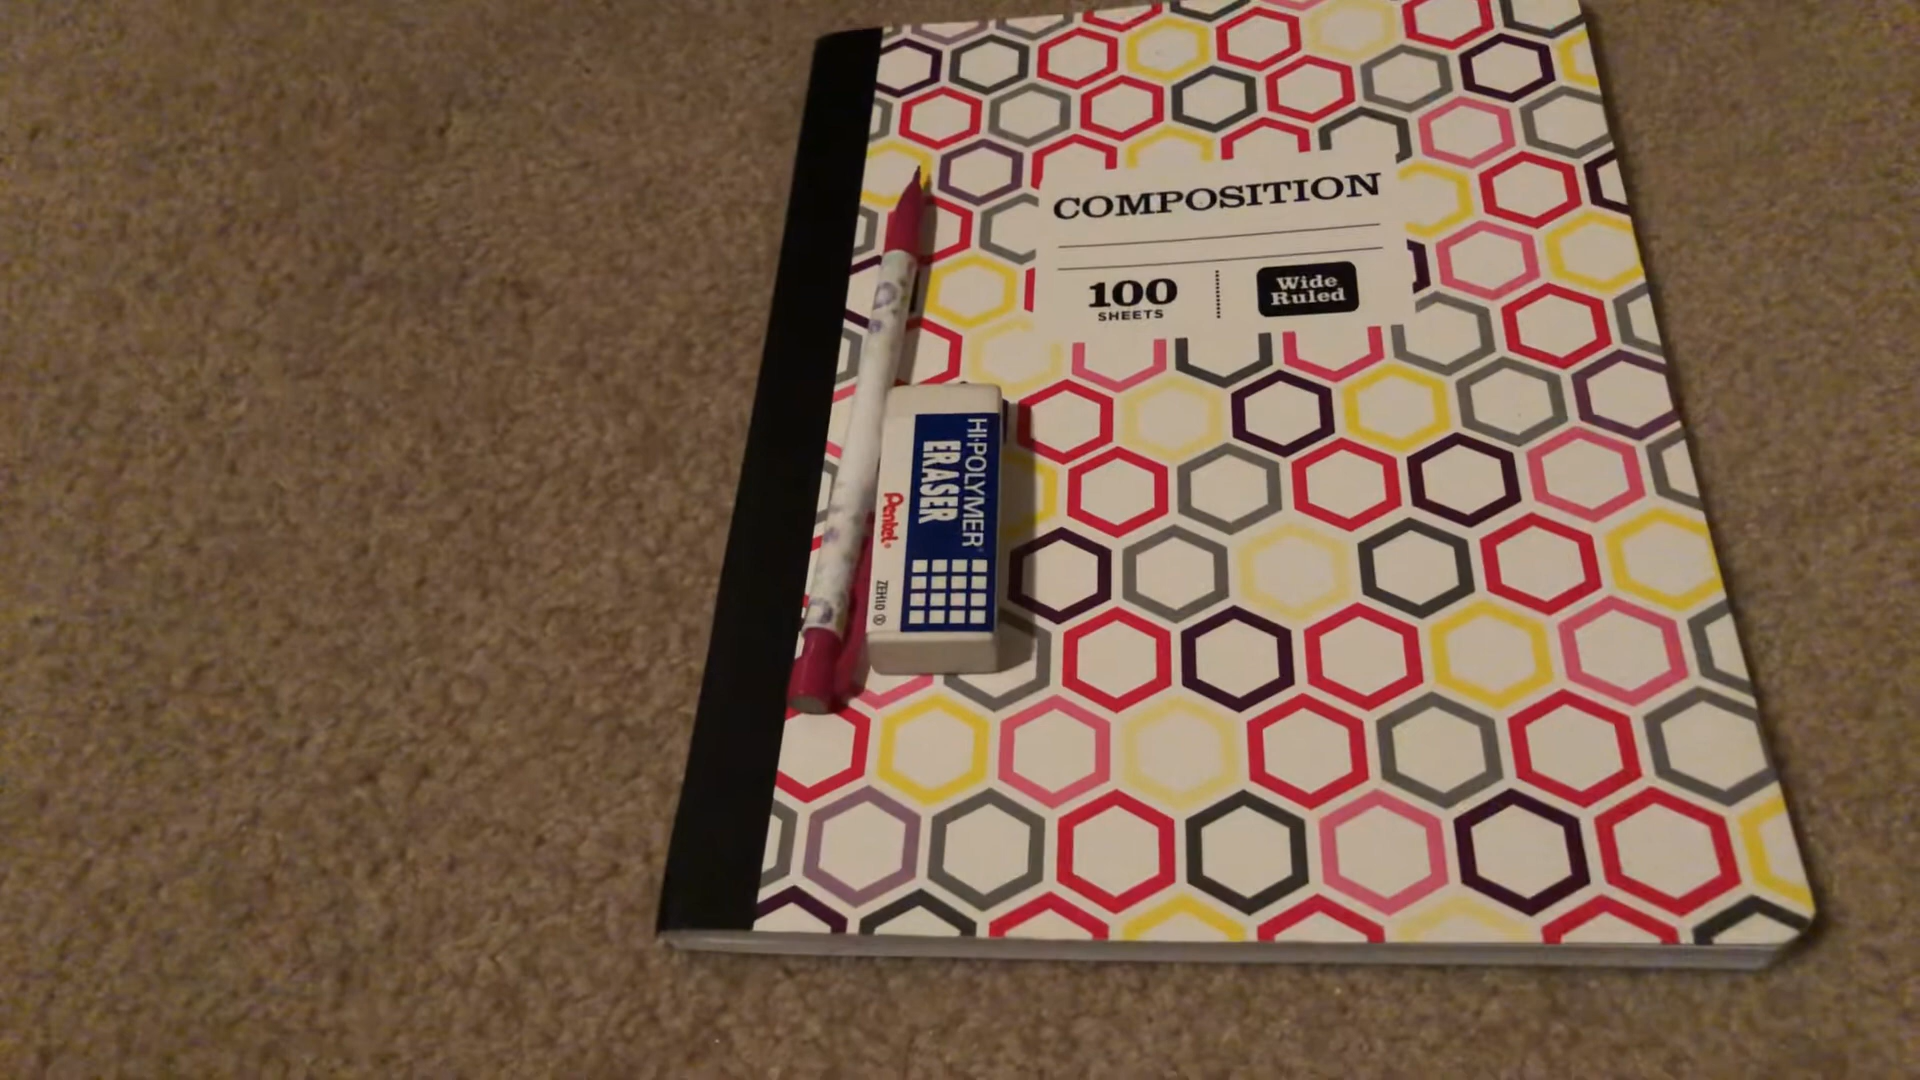 COMPOSITION
100
SHEETS
Wide
Ruled
HI-POLYMER®
ERASER
Pentel®
ZEH10